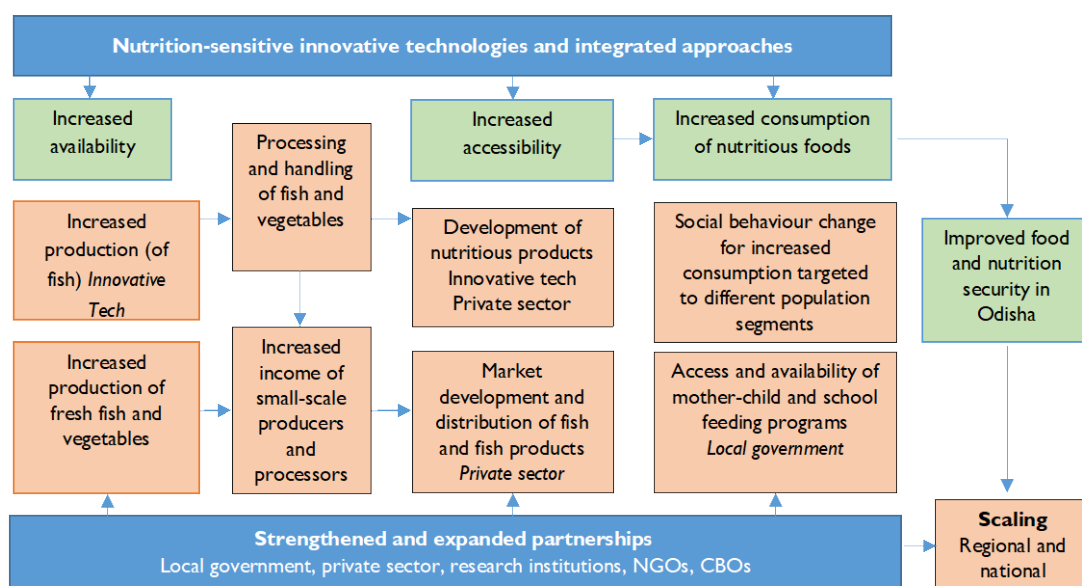 Nutrition-sensitive innovative technologies and integrated approaches
Increased
availability
Processing
and handling
of fish and
vegetables
Increased
accessibility
Increased consumption
of nutritious foods
Increased
production (of
fish) Innovative
Tech
Development of
nutritious products
Innovative tech
Private sector
Social behaviour change
for increased
consumption targeted
to different population
segments
Improved food
and nutrition
security in
Odisha
Increased
production of
fresh fish and
vegetables
Increased
income of
small-scale
producers
and
processors
Market
development and
distribution of fish
and fish products
Private sector
Access and availability of
mother-child and school
feeding programs
Local government
Strengthened and expanded partnerships
Local government, private sector, research institutions, NGOs, CBOs
Scaling
Regional and
national